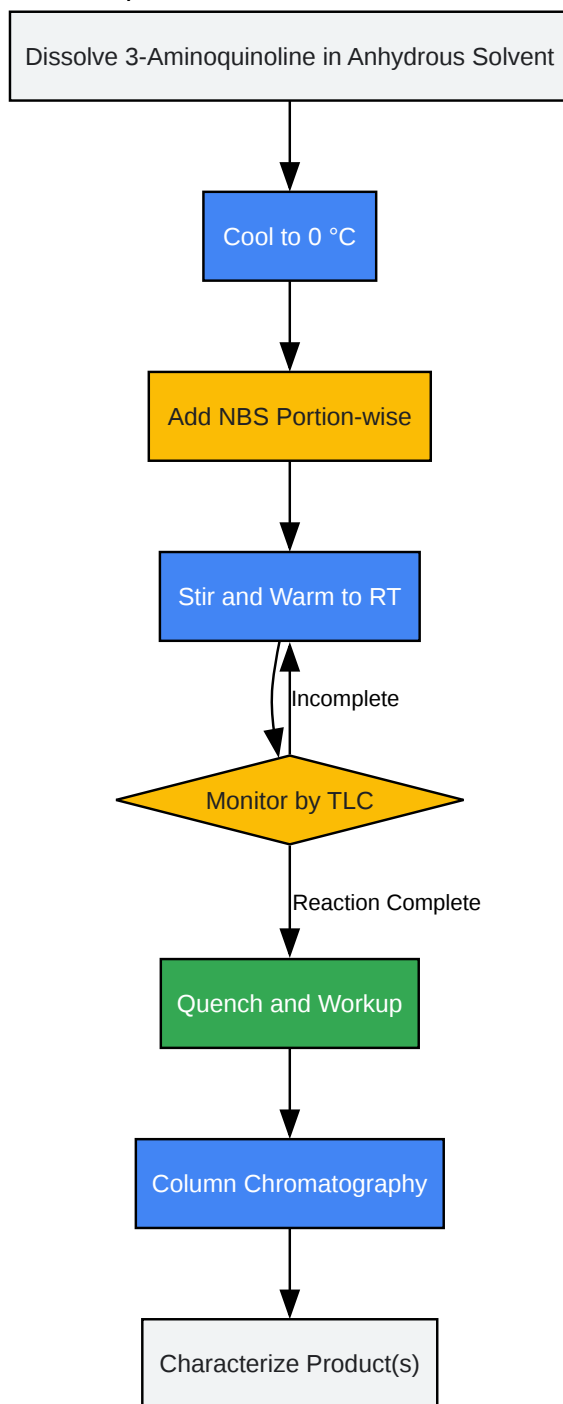 Dissolve 3-Aminoquinoline in Anhydrous Solvent
Cool to 0 °C
Add NBS Portion-wise
Stir and Warm to RT
Incomplete
Monitor by TLC
Reaction Complete
Quench and Workup
Column Chromatography
Characterize Product(s)